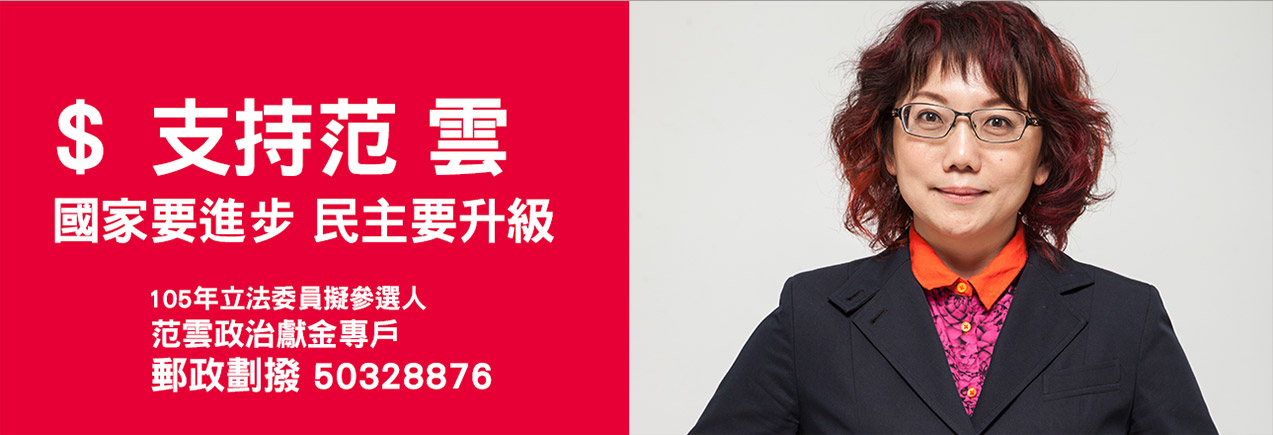 $ 支持范 雲
國家要進步 民主要升級
105年立法委員擬參選人
范雲政治獻金專戶
郵政劃撥 50328876